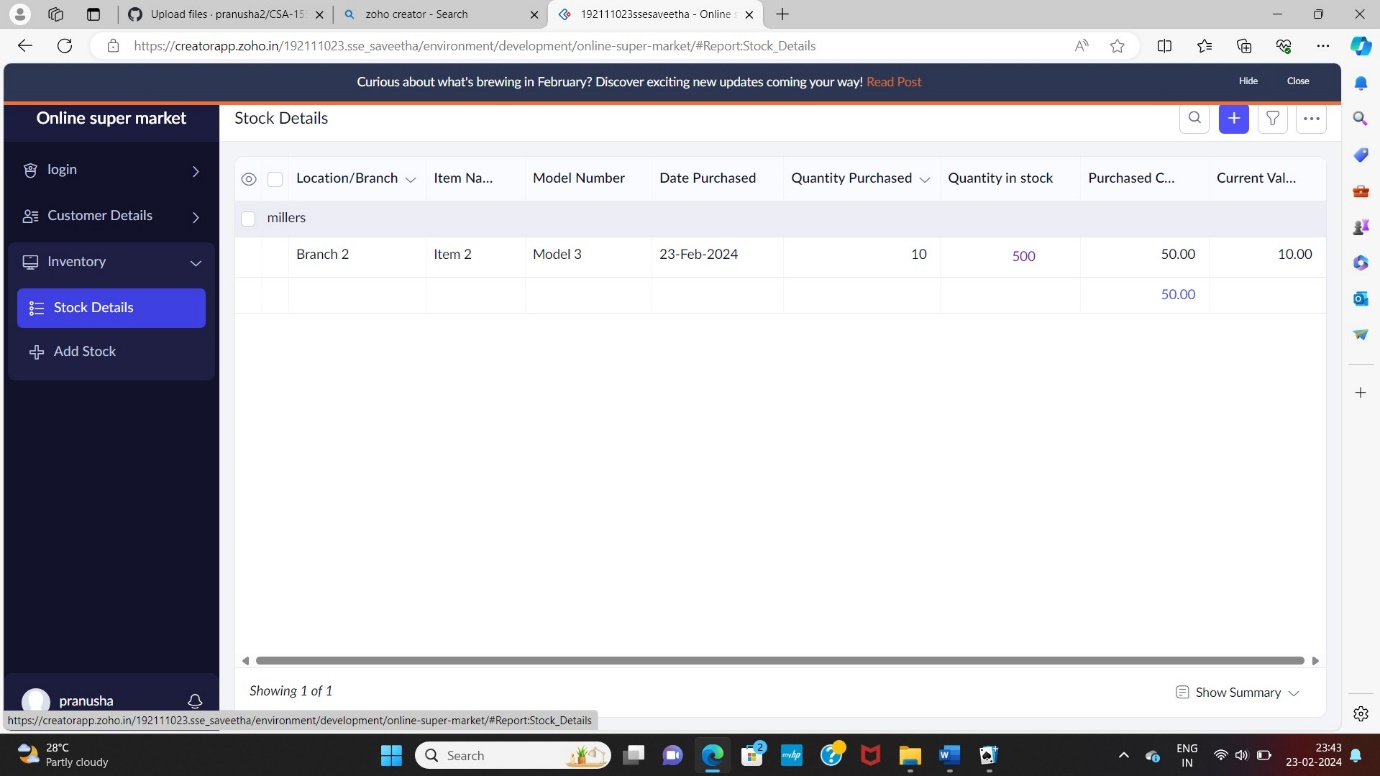 Upload files · pranusha2/CSA-15
zoho creator - Search
192111023ssesaveetha - Online s
https://creatorapp.zoho.in/192111023.sse_saveetha/environment/development/online-super-market/#Report:Stock_Details
Curious about what's brewing in February? Discover exciting new updates coming your way! Read Post
Hide
Close
Online super market
Stock Details
login
Customer Details
Inventory
Stock Details
Add Stock
Location/Branch Item Na... Model Number Date Purchased Quantity Purchased Quantity in stock Purchased C... Current Val...
millers
Branch 2 Item 2 Model 3 23-Feb-2024 10 500 50.00 10.00
50.00
Showing 1 of 1
Show Summary
pranusha
https://creatorapp.zoho.in/192111023.sse_saveetha/environment/development/online-super-market/#Report:Stock_Details
28°C
Partly cloudy
Search
2
myhp
ENG
IN
23:43
23-02-2024